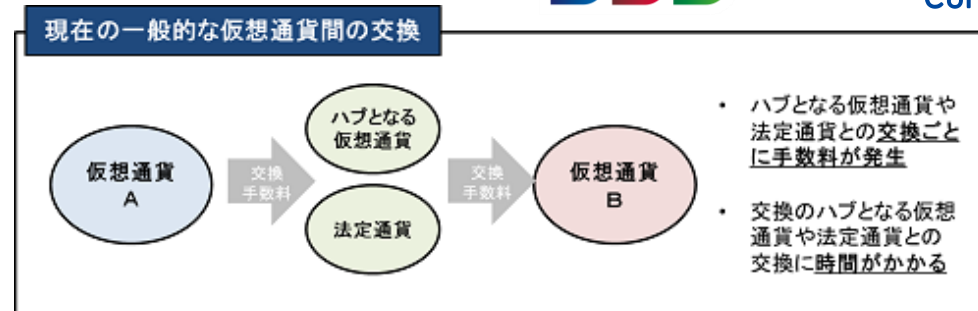 現在の一般的な仮想通貨間の交換
仮想通貨
A
交換
手数料
ハブとなる
仮想通貨
法定通貨
交換
手数料
仮想通貨
B
・ ハブとなる仮想通貨や
法定通貨との交換ごと
に手数料が発生
・ 交換のハブとなる仮想
通貨や法定通貨との
交換に時間がかかる